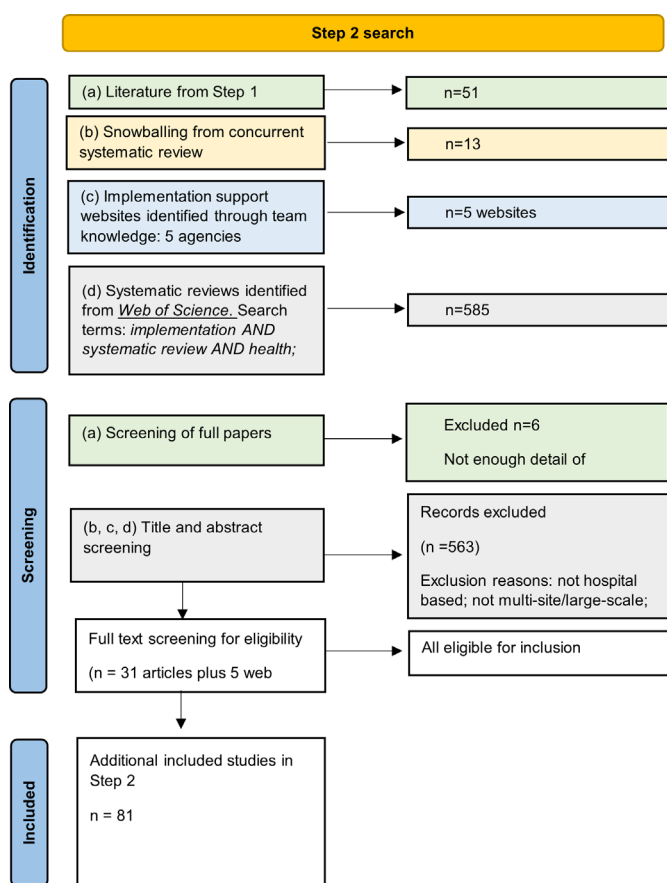 Step 2 search
Identification
(a) Literature from Step 1
n=51
(b) Snowballing from concurrent
systematic review
n=13
(c) Implementation support
websites identified through team
knowledge: 5 agencies
n=5 websites
(d) Systematic reviews identified
from Web of Science. Search
terms: implementation AND
systematic review AND health;
n=585
Screening
(a) Screening of full papers
Excluded n=6
Not enough detail of
(b, c, d) Title and abstract
screening
Records excluded
(n =563)
Exclusion reasons: not hospital
based; not multi-site/large-scale;
Full text screening for eligibility
(n = 31 articles plus 5 web
All eligible for inclusion
Included
Additional included studies in
Step 2
n = 81